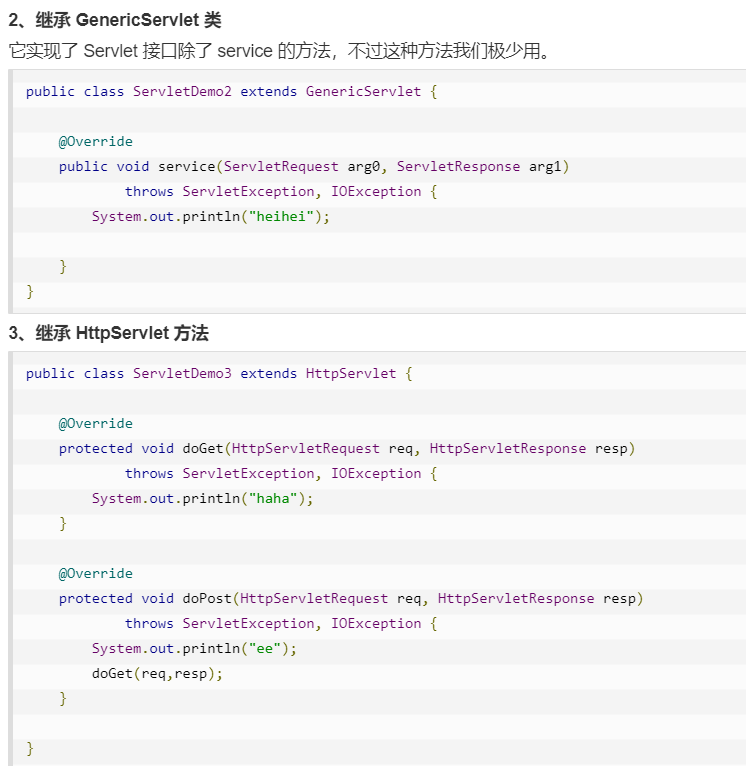 2、继承 GenericServlet 类
它实现了 Servlet 接口除了 service 的方法，不过这种方法我们极少用。
public class ServletDemo2 extends GenericServlet {
@Override
public void service(ServletRequest arg0, ServletResponse arg1)
throws ServletException, IOException {
System.out.println("heihei");
}
}
3、继承 HttpServlet 方法
public class ServletDemo3 extends HttpServlet {
@Override
protected void doGet(HttpServletRequest req, HttpServletResponse resp)
throws ServletException, IOException {
System.out.println("haha");
}
@Override
protected void doPost(HttpServletRequest req, HttpServletResponse resp)
throws ServletException, IOException {
System.out.println("ee");
doGet(req,resp);
}
}